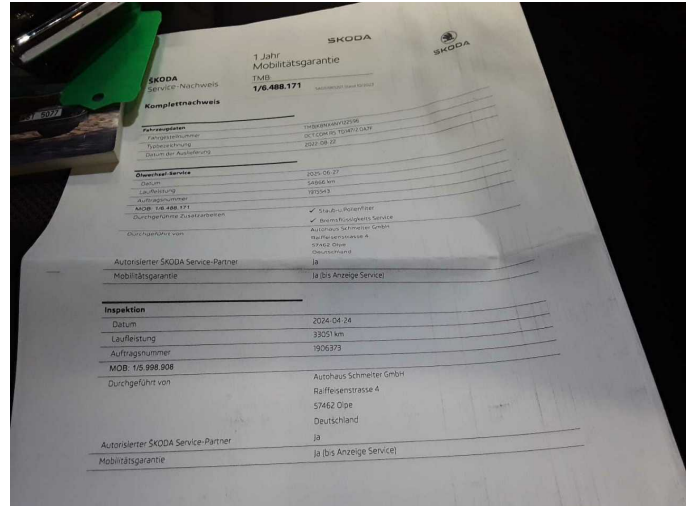 SKODA
SKODA
1 Jahr
Mobilitätsgarantie
ŠKODA
Service-Nachweis
TMB
1/6.488.171
Komplettnachweis
Fahrzeugdaten
Fahrgestellnummer
Typbezeichnung
Datum der Auslieferung 2022-08-22
Ölwechsel-Service
Datum 2025-06-27
Laufleistung 54868 km
Auftragsnummer 1915543
MOB: 1/6.488.171
Durchgeführte Zusatzarbeiten ✓ Staub-u.Pollenfilter
✓ Bremsflüssigkeits Service
Durchgeführt von Autohaus Schmelter GmbH
Raiffeisenstrasse 4
57462 Olpe
Deutschland
Autorisierter ŠKODA Service-Partner Ja
Mobilitätsgarantie Ja (bis Anzeige Service)
Inspektion
Datum 2024-04-24
Laufleistung 33051 km
Auftragsnummer 1906373
MOB: 1/5.998.908
Durchgeführt von Autohaus Schmelter GmbH
Raiffeisenstrasse 4
57462 Olpe
Deutschland
Autorisierter ŠKODA Service-Partner Ja
Mobilitätsgarantie Ja (bis Anzeige Service)
5077